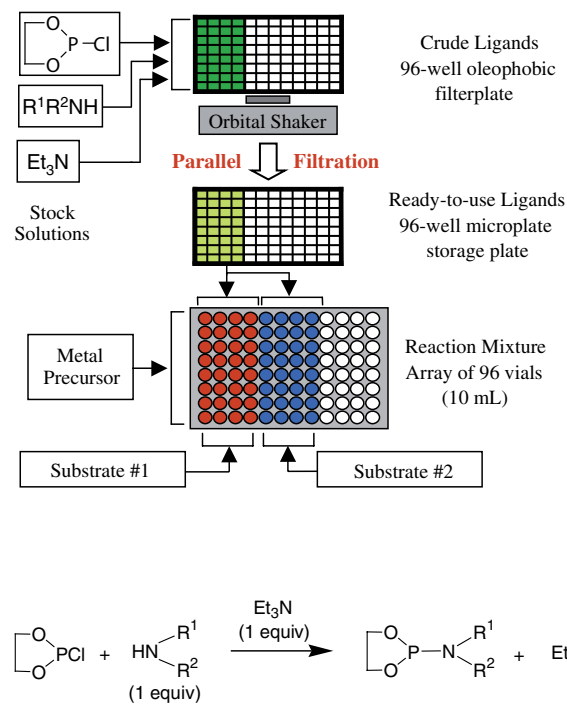 O
P-Cl
O
Crude Ligands
96-well oleophobic
filterplate
R1R2NH
Orbital Shaker
Et3N
Parallel Filtration
Stock
Solutions
Ready-to-use Ligands
96-well microplate
storage plate
Metal
Precursor
Reaction Mixture
Array of 96 vials
(10 mL)
Substrate #1
Substrate #2
O
PCl
O
+
HN
R1
R2
(1 equiv)
Et3N
(1 equiv)
O
P—N
O
R1
R2
+
Et